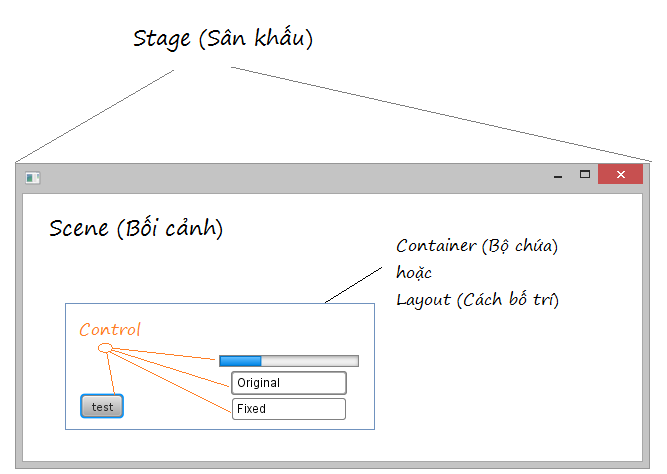 Stage (Sân khấu)
Scene (Bối cảnh)
Container (Bộ chứa)
hoặc
Layout (Cách bố trí)
Control
Original
test
Fixed